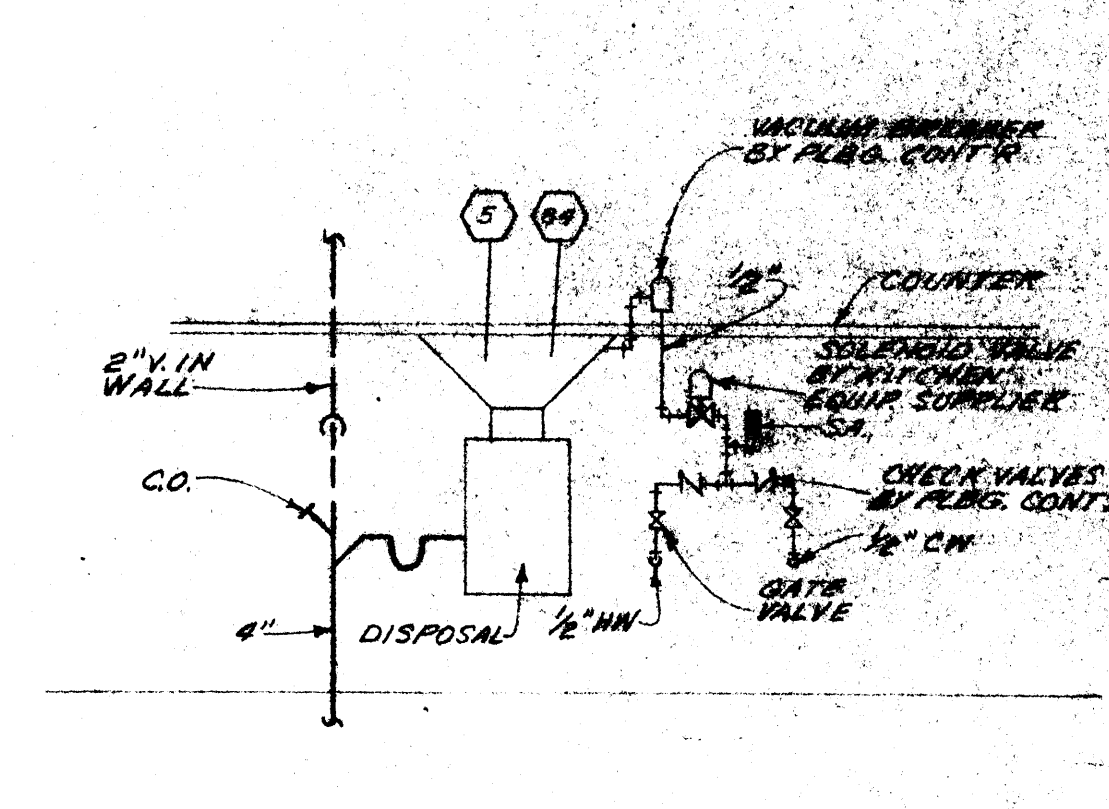 VACUUM BREAKER
BY PLBG. CONT'R
5
84
1/2"
COUNTER
2" V. IN
WALL
SOLENOID VALVE
BY KITCHEN
EQUIP. SUPPLIER
S.A.
C.O.
CHECK VALVES
BY PLBG. CONT'
1/2" CW
GATE
VALVE
4"
DISPOSAL
1/2" HW